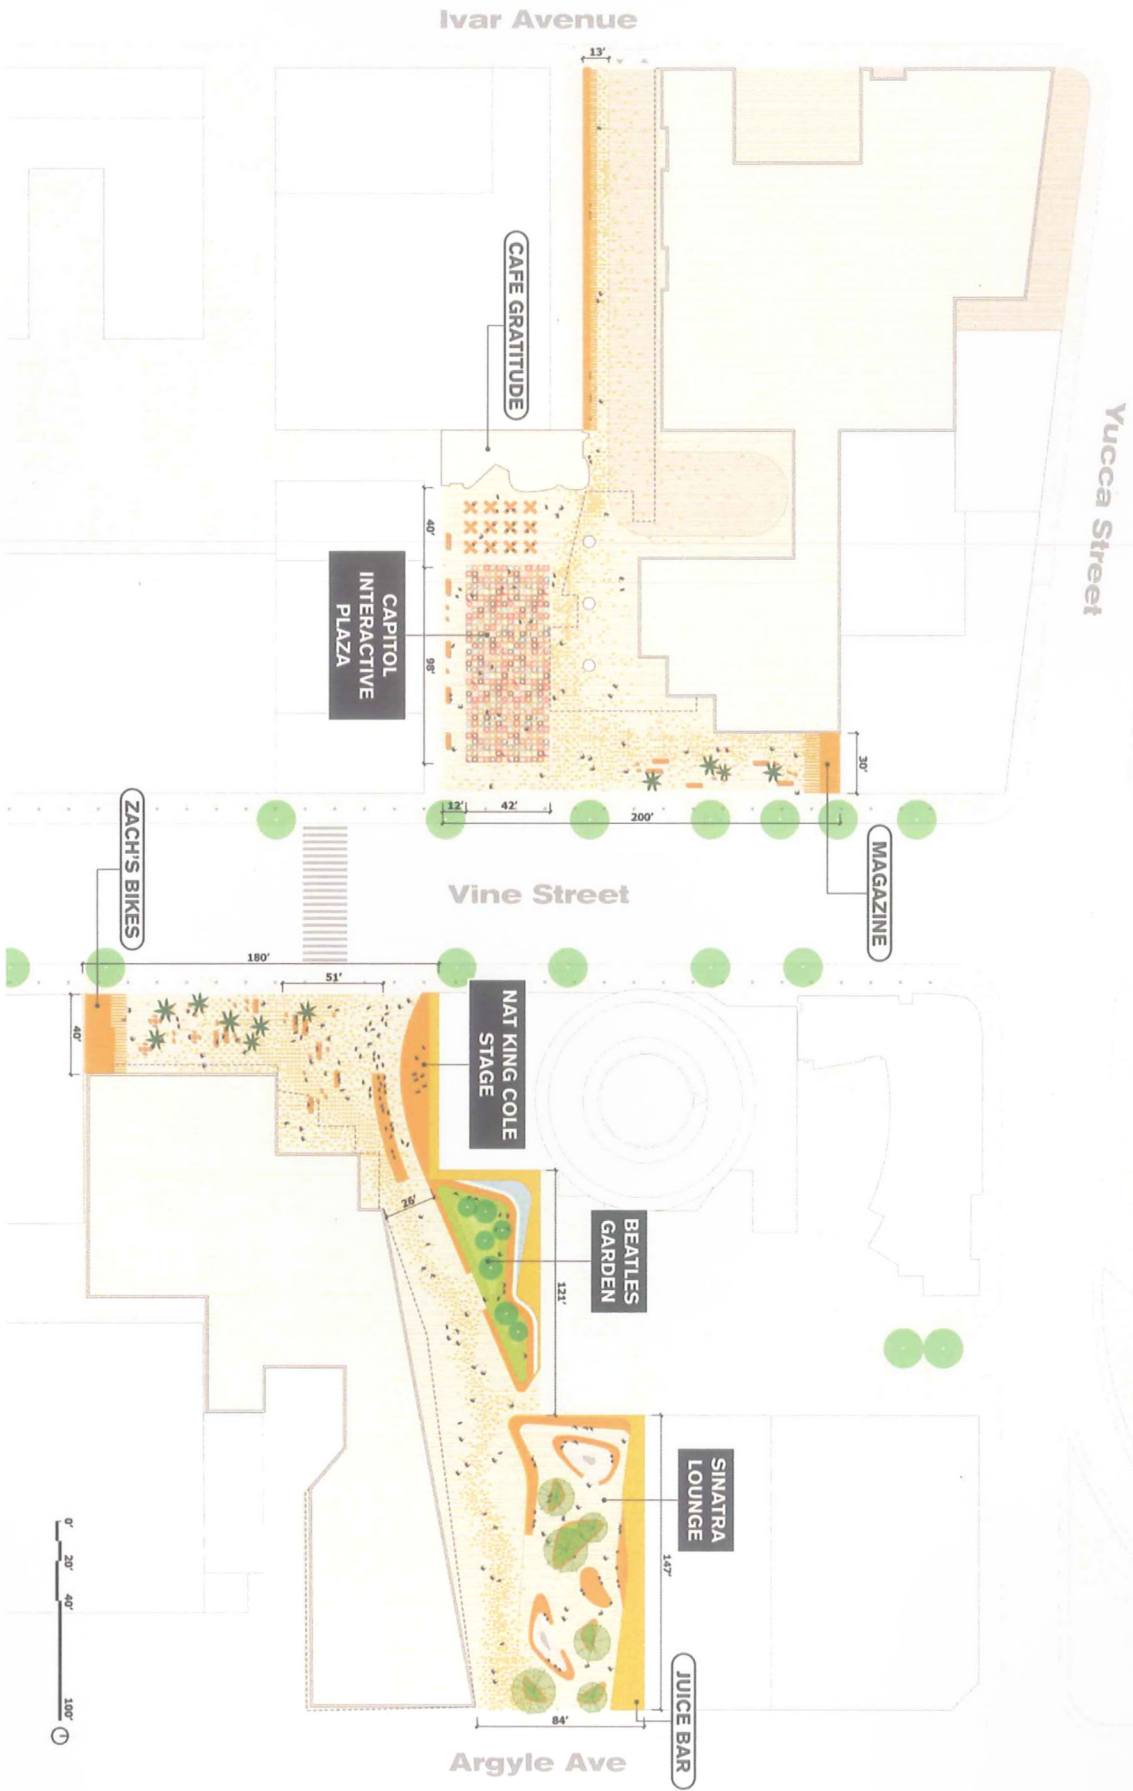 Ivar Avenue
13'
Yucca Street
CAFE GRATITUDE
40'
CAPITOL
INTERACTIVE
PLAZA
98'
30'
12'
42'
200'
MAGAZINE
ZACH'S BIKES
Vine Street
180'
51'
40'
NAT KING COLE
STAGE
26'
BEATLES
GARDEN
121'
SINATRA
LOUNGE
147'
JUICE BAR
84'
0'
20'
40'
100'
Argyle Ave